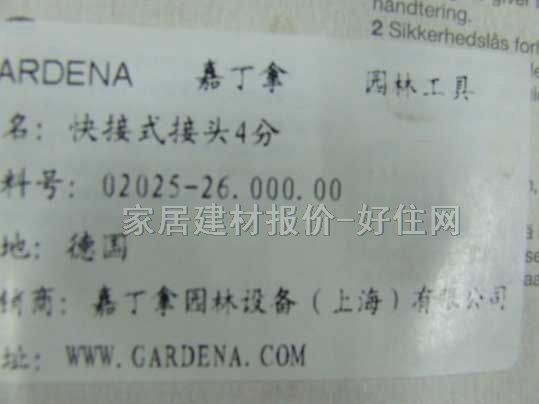 handtering.
2 Sikkerhedslås for
ARDENA 嘉丁拿 园林工具
名: 快接式接头4分
料号: 02025-26.000.00
家居建材报价-好住网
地: 德国
销商: 嘉丁拿园林设备(上海)有限公司
址: WWW.GARDENA.COM